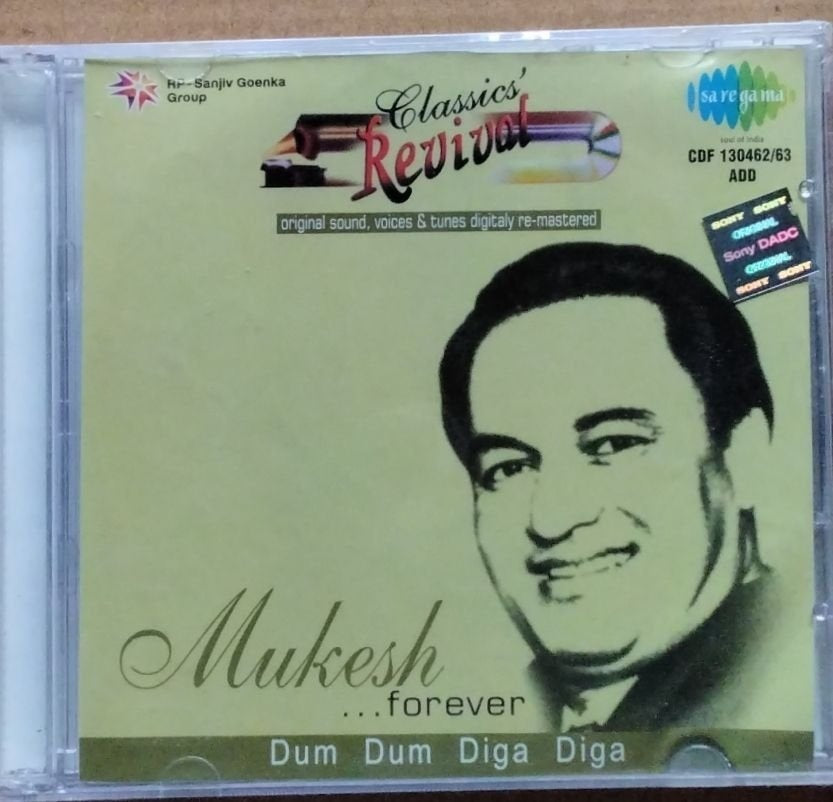 RP-Sanjiv Goenka
Group
Classics'
Revival
original sound, voices & tunes digitaly re-mastered
saregama
soul of india
CDF 130462/63
ADD
SONY SONY
ORIGINAL
Sony DADC
ORIGINAL
SONY SONY
Mukesh
...forever
Dum Dum Diga Diga